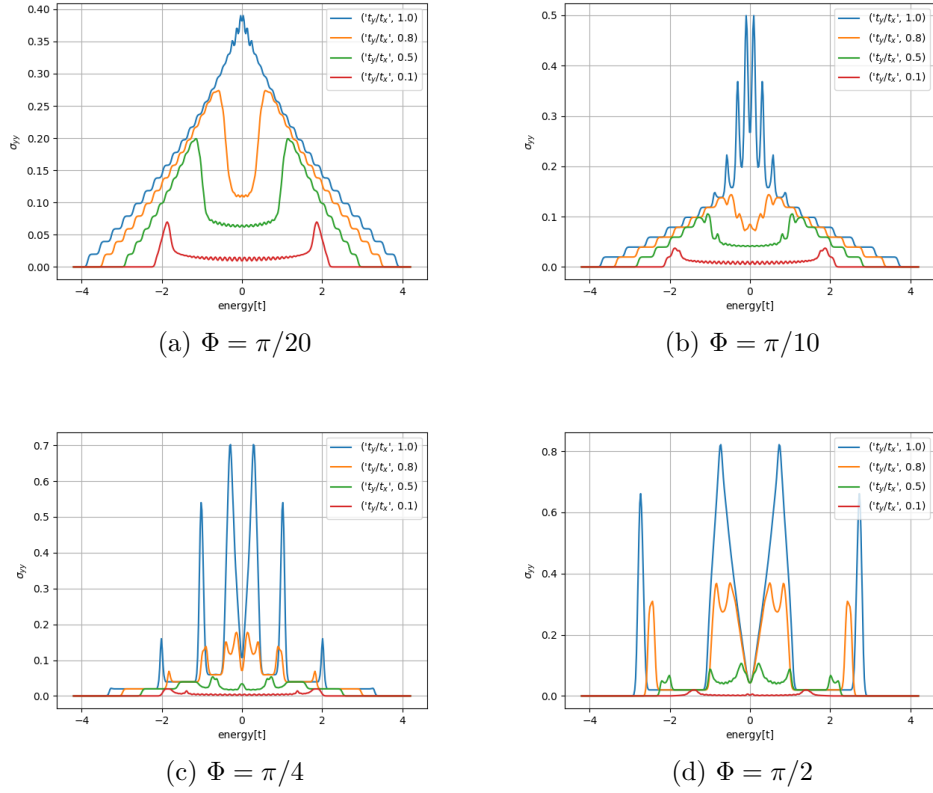 0.40
0.35
0.30
0.25
0.20
0.15
0.10
0.05
0.00
σyy
−4 −2 0 2 4
energy[t]
('ty/tx', 1.0)
('ty/tx', 0.8)
('ty/tx', 0.5)
('ty/tx', 0.1)
(a) Φ = π/20
0.5
0.4
0.3
0.2
0.1
0.0
σyy
−4 −2 0 2 4
energy[t]
('ty/tx', 1.0)
('ty/tx', 0.8)
('ty/tx', 0.5)
('ty/tx', 0.1)
(b) Φ = π/10
0.7
0.6
0.5
0.4
0.3
0.2
0.1
0.0
σyy
−4 −2 0 2 4
energy[t]
('ty/tx', 1.0)
('ty/tx', 0.8)
('ty/tx', 0.5)
('ty/tx', 0.1)
(c) Φ = π/4
0.8
0.6
0.4
0.2
0.0
σyy
−4 −2 0 2 4
energy[t]
('ty/tx', 1.0)
('ty/tx', 0.8)
('ty/tx', 0.5)
('ty/tx', 0.1)
(d) Φ = π/2